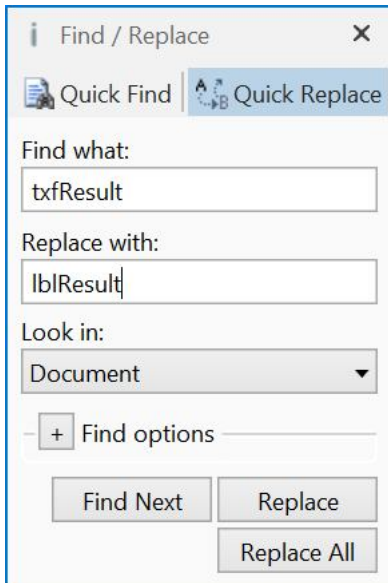 Find / Replace
Quick Find Quick Replace
Find what:
txfResult
Replace with:
lblResult
Look in:
Document
+ Find options
Find Next Replace
Replace All